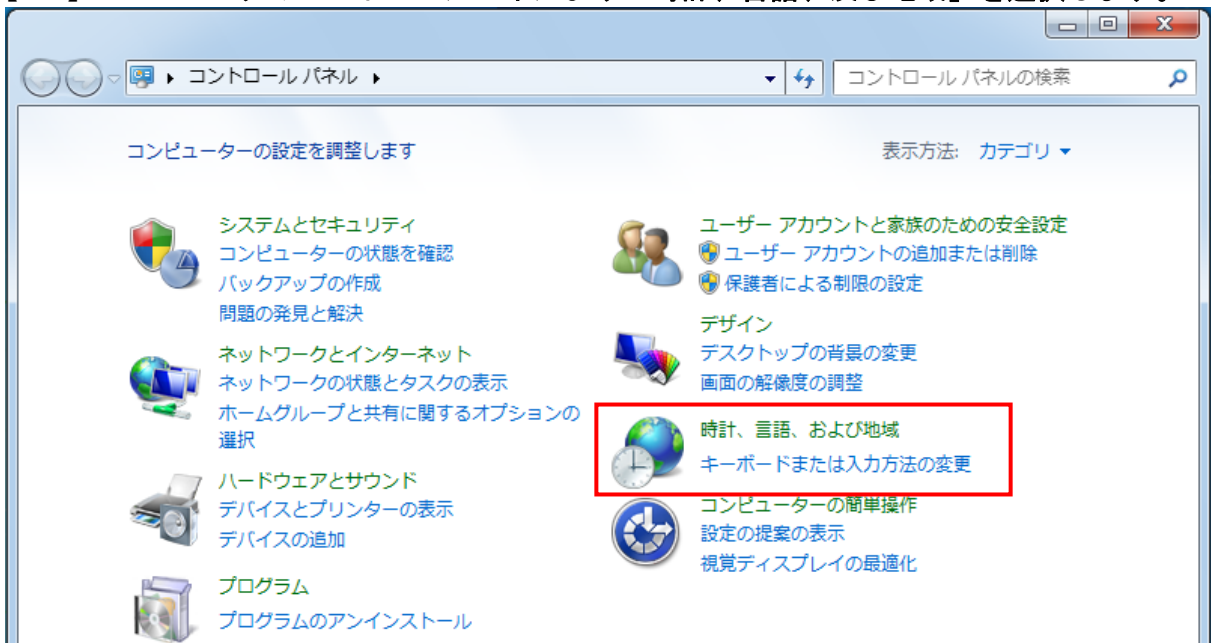 コントロール パネル
コントロール パネルの検索
コンピューターの設定を調整します
表示方法: カテゴリ
システムとセキュリティ
コンピューターの状態を確認
バックアップの作成
問題の発見と解決
ネットワークとインターネット
ネットワークの状態とタスクの表示
ホームグループと共有に関するオプションの
選択
ハードウェアとサウンド
デバイスとプリンターの表示
デバイスの追加
プログラム
プログラムのアンインストール
ユーザー アカウントと家族のための安全設定
ユーザー アカウントの追加または削除
保護者による制限の設定
デザイン
デスクトップの背景の変更
画面の解像度の調整
時計、言語、および地域
キーボードまたは入力方法の変更
コンピューターの簡単操作
設定の提案の表示
視覚ディスプレイの最適化